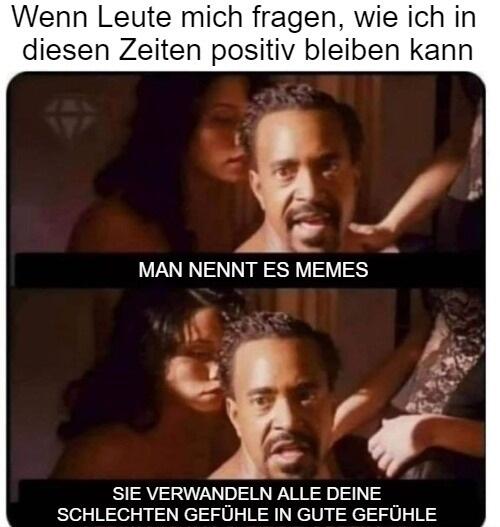 Wenn Leute mich fragen, wie ich in
diesen Zeiten positiv bleiben kann
MAN NENNT ES MEMES
SIE VERWANDELN ALLE DEINE
SCHLECHTEN GEFÜHLE IN GUTE GEFÜHLE